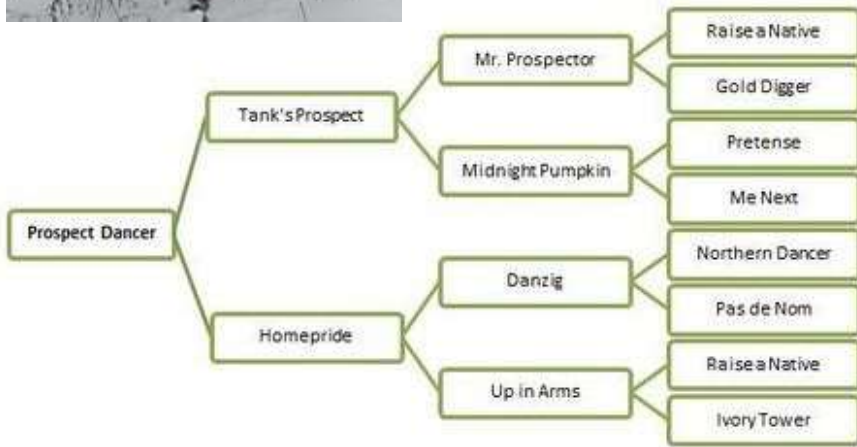 Raise a Native
Mr. Prospector
Gold Digger
Tank's Prospect
Pretense
Midnight Pumpkin
Me Next
Prospect Dancer
Northern Dancer
Danzig
Pas de Nom
Homepride
Raise a Native
Up in Arms
Ivory Tower